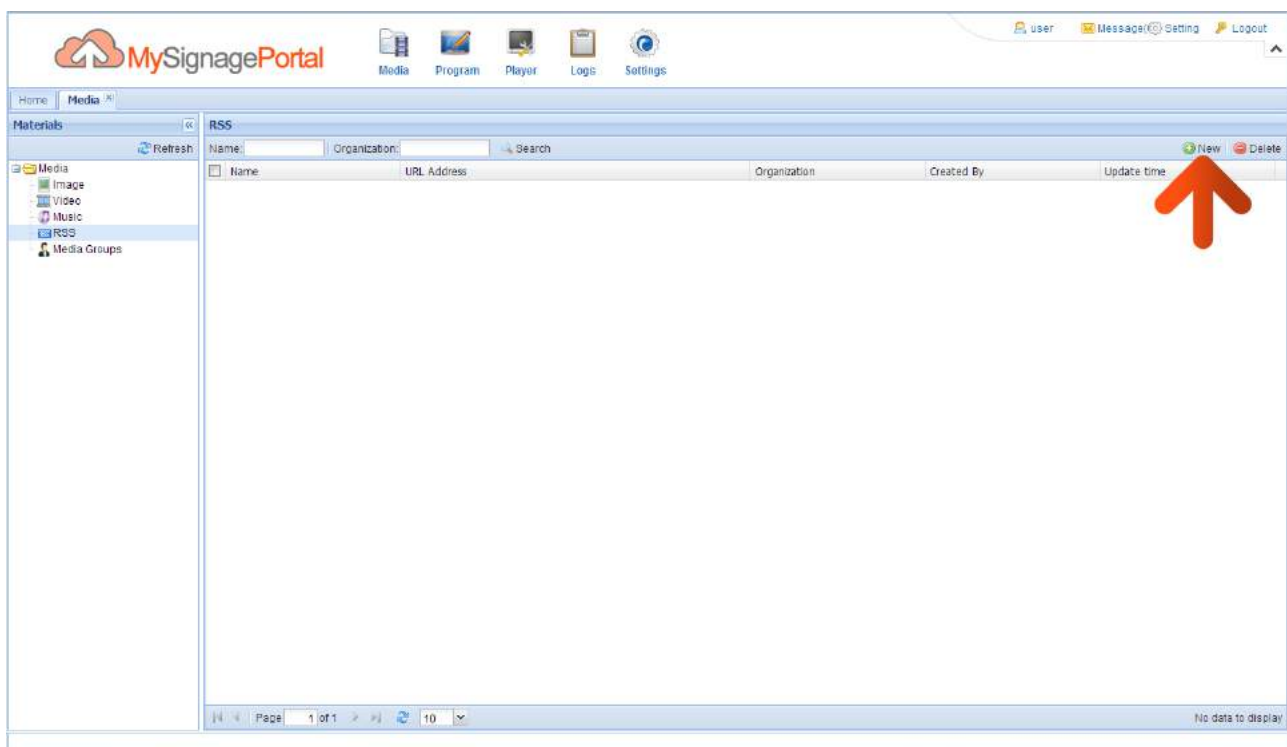 user Message( Setting Logout
MySignagePortal
Media Program Player Logs Settings
Home Media
Materials
RSS
Refresh
Name: Organization: Search New Delete
Media
Image
Video
Music
RSS
Media Groups
Name URL Address Organization Created By Update time
Page 1 of 1 10 No data to display